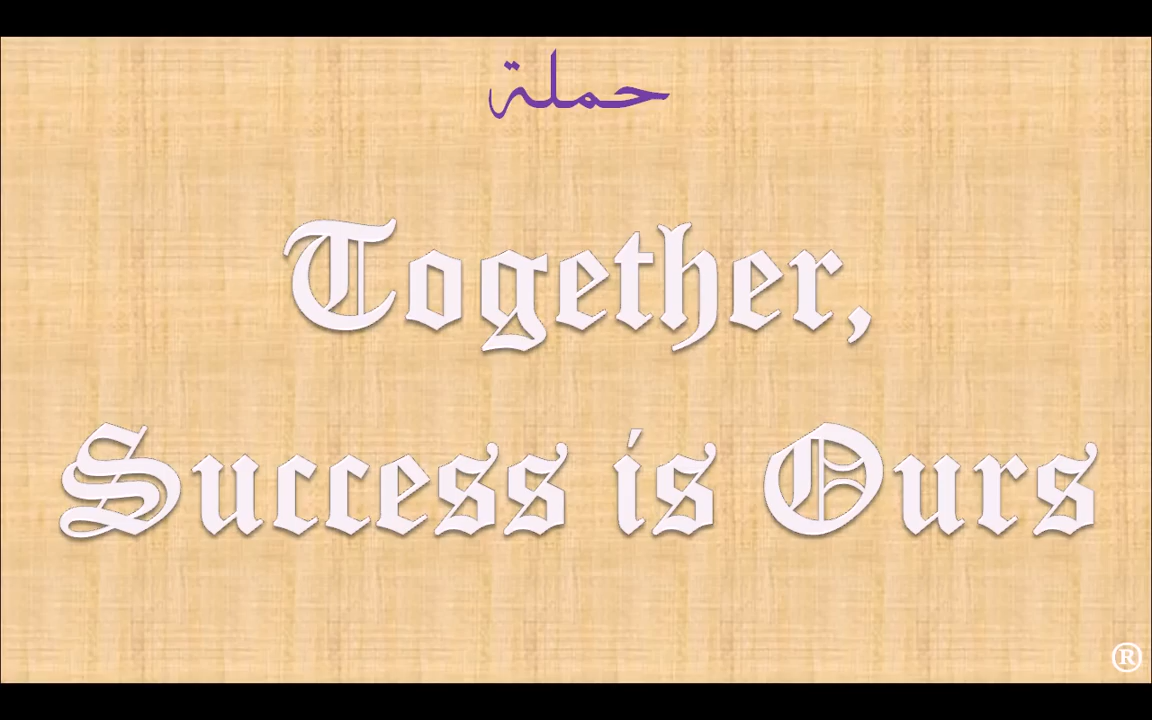 حملة
Together,
Success is Ours
®